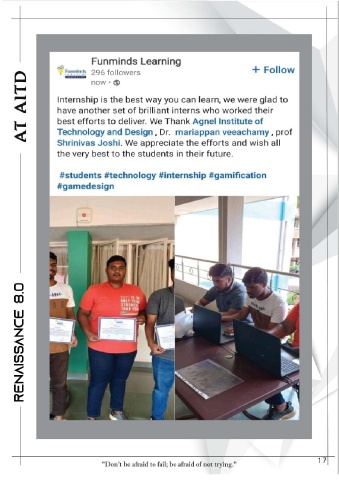 AT AITD
RENAISSANCE 8.0
Funminds Learning
296 followers
now •
+ Follow
Funminds
Internship is the best way you can learn, we were glad to
have another set of brilliant interns who worked their
best efforts to deliver. We Thank Agnel Institute of
Technology and Design , Dr. mariappan veeachamy , prof
Shrinivas Joshi. We appreciate the efforts and wish all
the very best to the students in their future.
#students #technology #internship #gamification
#gamedesign
"Don't be afraid to fail; be afraid of not trying."
17